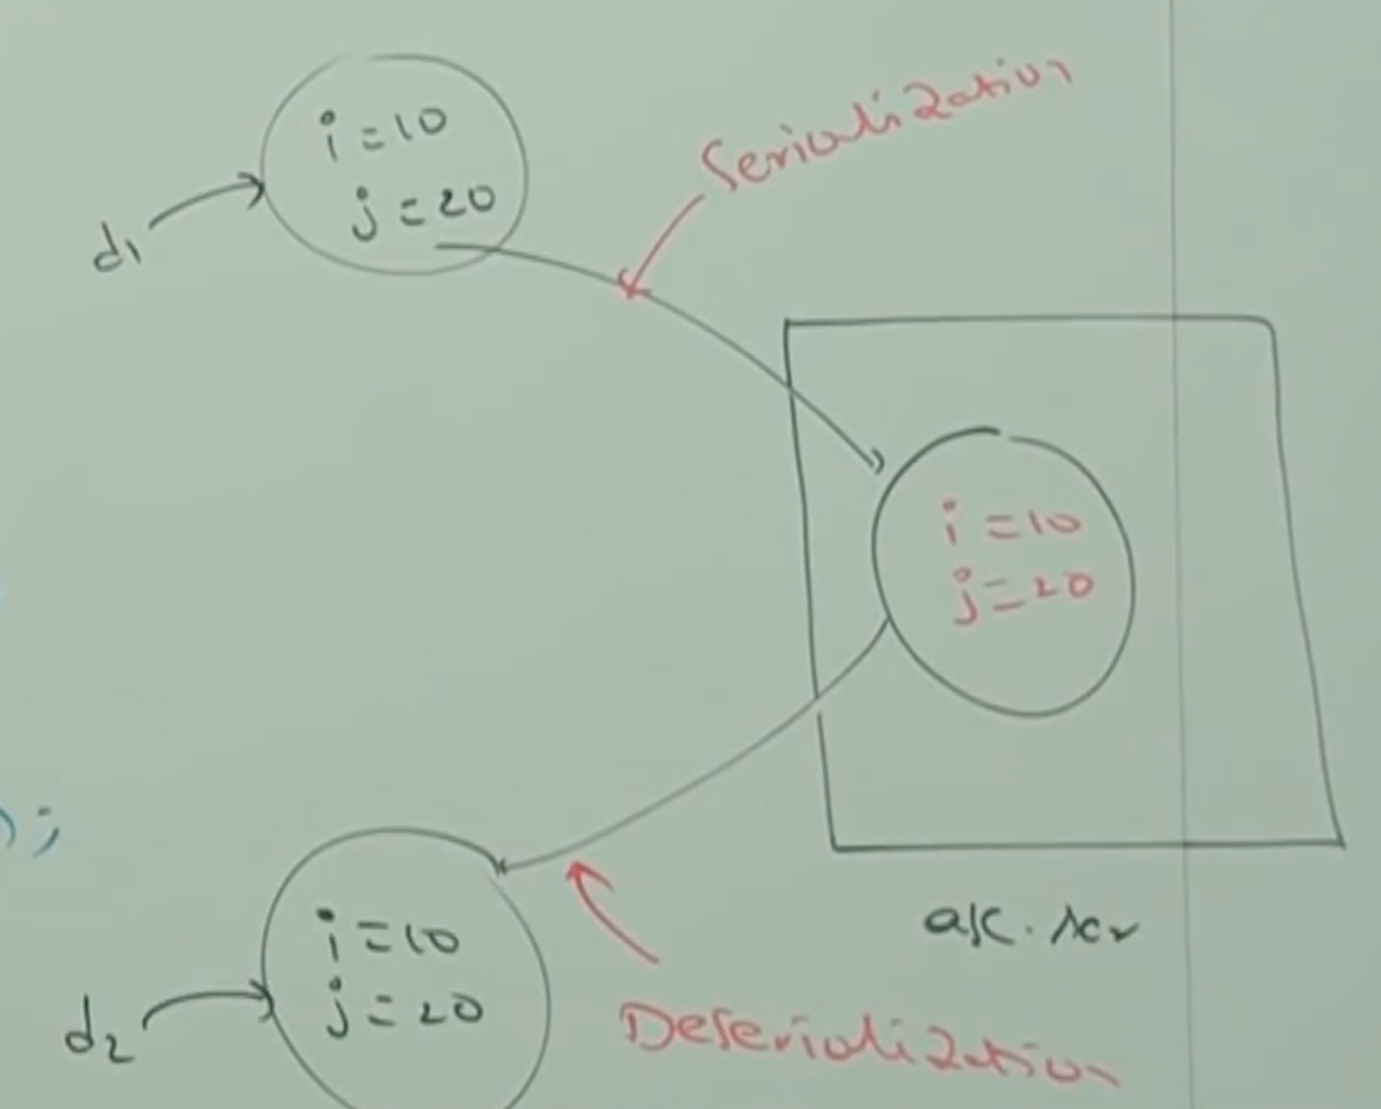 i = 10
j = 20
d1
Serialization
i = 10
j = 20
);
abc.ser
i = 10
j = 20
d2
Deserialization